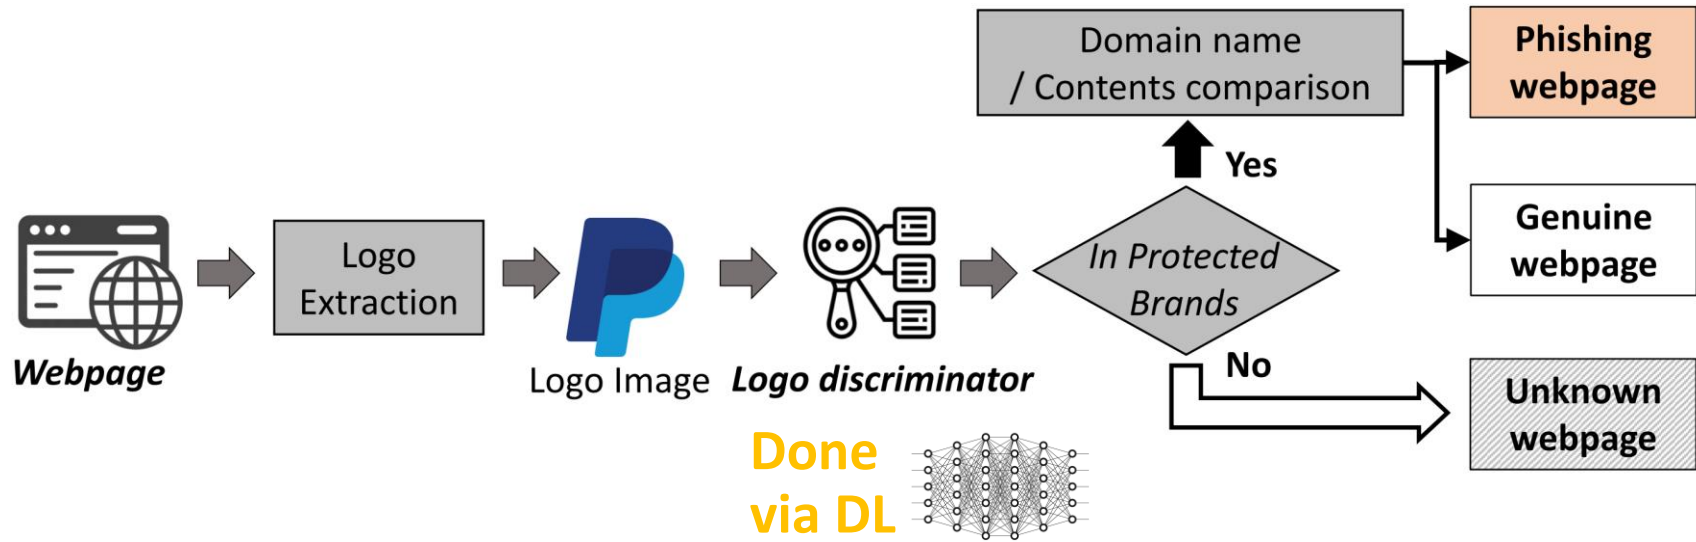 Domain name
/ Contents comparison
Phishing
webpage
Yes
Genuine
webpage
Logo
Extraction
In Protected
Brands
Webpage
Logo Image
Logo discriminator
No
Unknown
webpage
Done
via DL